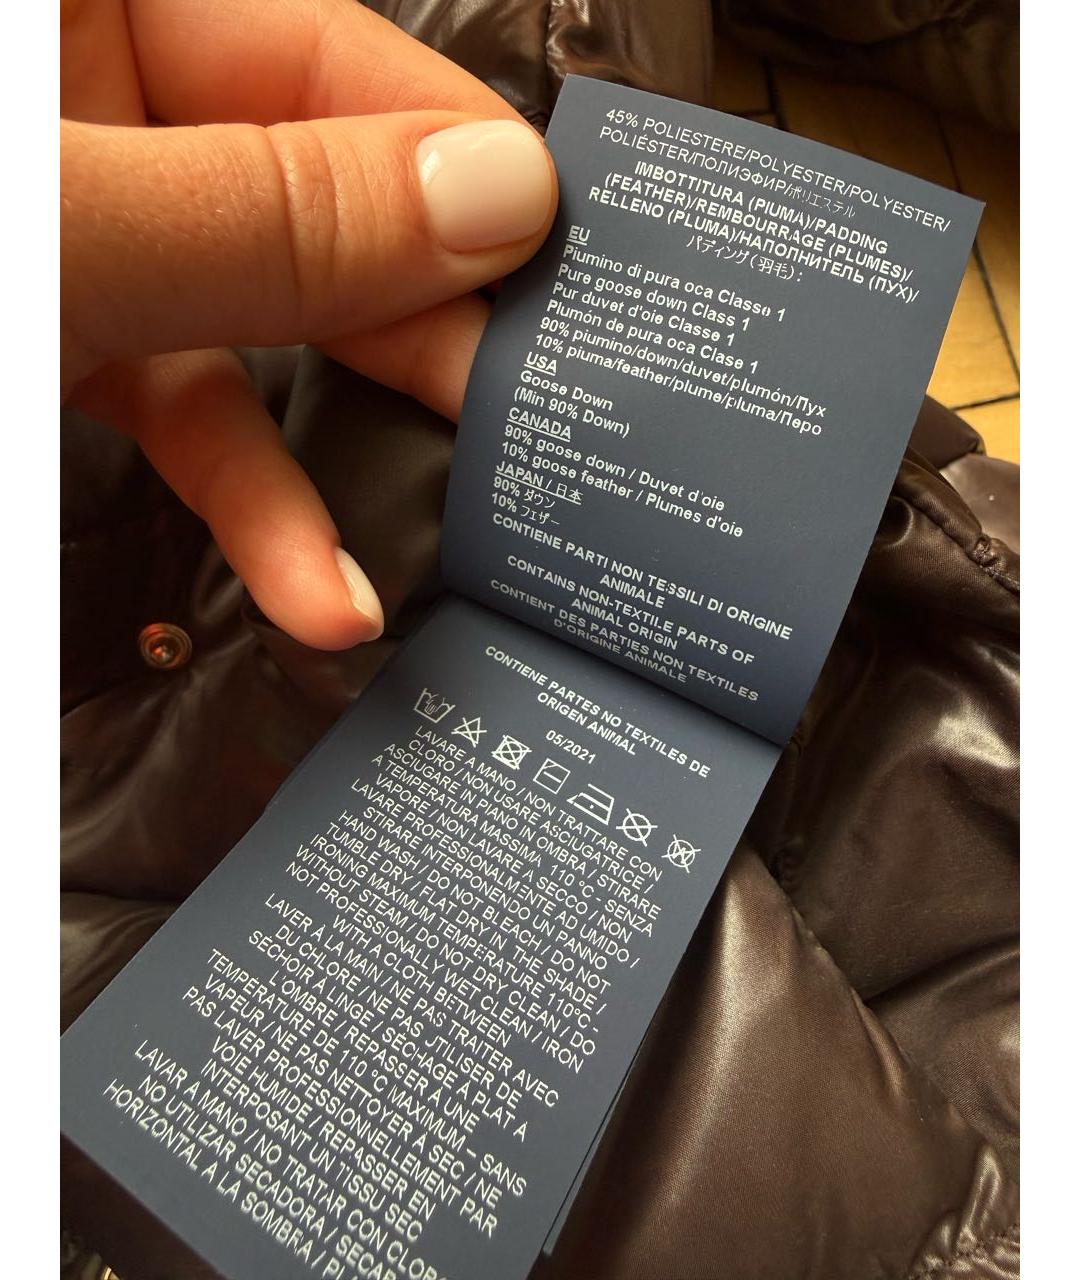 45% POLIESTERE/POLYESTER/POLYESTER/
POLIÉSTER/ПОЛИЭФИР/ポリエステル
IMBOTTITURA (PIUMA)/PADDING
(FEATHER)/REMBOURRAGE (PLUMES)/
RELLENO (PLUMA)/НАПОЛНИТЕЛЬ (ПУХ)/
パディング(羽毛):
EU
Piumino di pura oca Classe 1
Pure goose down Class 1
Pur duvet d'oie Classe 1
Plumón de pura oca Clase 1
90% piumino/down/duvet/plumón/Пух
10% piuma/feather/plume/pluma/Перо
USA
Goose Down
(Min 90% Down)
CANADA
90% goose down / Duvet d'oie
10% goose feather / Plumes d'oie
JAPAN / 日本
90% ダウン
10% フェザー
CONTIENE PARTI NON TESSILI DI ORIGINE
ANIMALE
CONTAINS NON-TEXTILE PARTS OF
ANIMAL ORIGIN
CONTIENT DES PARTIES NON TEXTILES
D'ORIGINE ANIMALE
CONTIENE PARTES NO TEXTILES DE
ORIGEN ANIMAL
05/2021
LAVARE A MANO / NON TRATTARE CON
CLORO / NON USARE ASCIUGATRICE /
ASCIUGARE IN PIANO IN OMBRA / STIRARE
A TEMPERATURA MASSIMA 110°C - SENZA
VAPORE / NON LAVARE A SECCO / NON
LAVARE PROFESSIONALMENTE AD UMIDO /
STIRARE INTERPONENDO UN PANNO
HAND WASH / DO NOT BLEACH / DO NOT
TUMBLE DRY / FLAT DRY IN THE SHADE /
IRONING MAXIMUM TEMPERATURE 110°C -
WITHOUT STEAM / DO NOT DRY CLEAN / DO
NOT PROFESSIONALLY WET CLEAN / IRON
WITH A CLOTH BETWEEN
LAVER À LA MAIN / NE PAS TRAITER AVEC
DU CHLORE / NE PAS UTILISER DE
SÉCHOIR À LINGE / SÉCHAGE À PLAT À
L'OMBRE / REPASSER À UNE
TEMPÉRATURE DE 110 °C MAXIMUM – SANS
VAPEUR / NE PAS NETTOYER À SEC / NE
PAS LAVER PROFESSIONNELLEMENT PAR
VOIE HUMIDE / REPASSER EN
INTERPOSANT UN TISSU SEC
LAVAR A MANO / NO TRATAR CON CLORO
NO UTILIZAR SECADORA / SECAR
HORIZONTAL A LA SOMBRA /